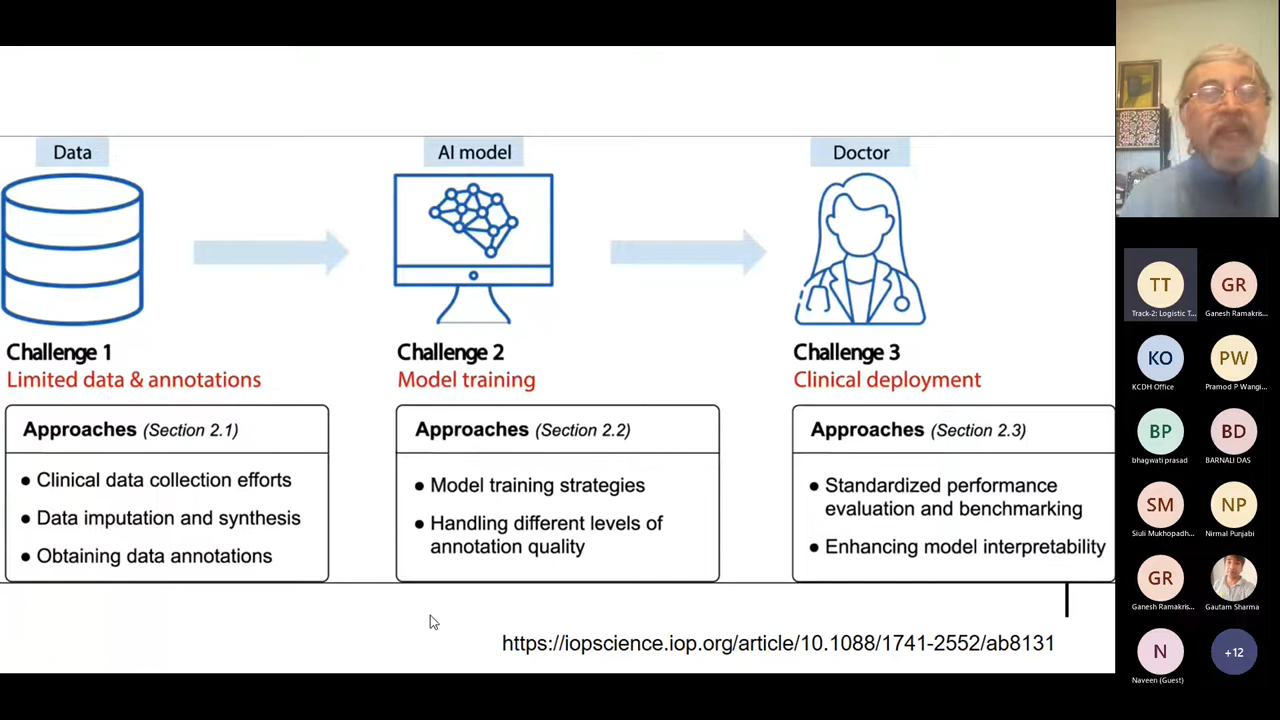 Data
AI model
Doctor
Challenge 1
Limited data & annotations
Approaches (Section 2.1)
● Clinical data collection efforts
● Data imputation and synthesis
● Obtaining data annotations
Challenge 2
Model training
Approaches (Section 2.2)
● Model training strategies
● Handling different levels of
annotation quality
Challenge 3
Clinical deployment
Approaches (Section 2.3)
● Standardized performance
evaluation and benchmarking
● Enhancing model interpretability
https://iopscience.iop.org/article/10.1088/1741-2552/ab8131
TT
Track-2: Logistic T...
GR
Ganesh Ramakris...
KO
KCDH Office
PW
Pramod P Wangi...
BP
bhagwati prasad
BD
BARNALI DAS
SM
Siuli Mukhopadh...
NP
Nirmal Punjabi
GR
Ganesh Ramakris...
Gautam Sharma
N
Naveen (Guest)
+12